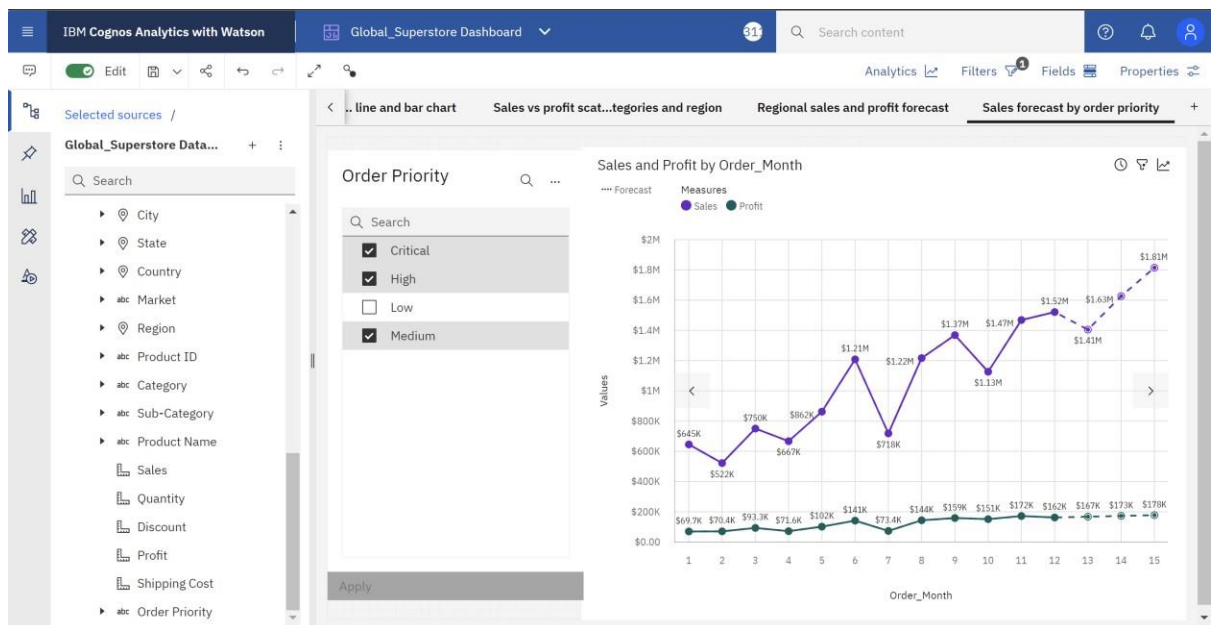 IBM Cognos Analytics with Watson
Global_Superstore Dashboard
Search content
Edit
Analytics
Filters
1
Fields
Properties
Selected sources /
Global_Superstore Data...
Search
City
State
Country
abc Market
Region
abc Product ID
abc Category
abc Sub-Category
abc Product Name
Sales
Quantity
Discount
Profit
Shipping Cost
abc Order Priority
... line and bar chart
Sales vs profit scat...tegories and region
Regional sales and profit forecast
Sales forecast by order priority
Order Priority
Search
Critical
High
Low
Medium
Apply
Sales and Profit by Order_Month
Forecast
Measures
Sales
Profit
Values
$2M
$1.8M
$1.6M
$1.4M
$1.2M
$1M
$800K
$600K
$400K
$200K
$0.00
$645K
$522K
$750K
$667K
$862K
$1.21M
$718K
$1.22M
$1.37M
$1.13M
$1.47M
$1.52M
$1.41M
$1.63M
$1.81M
$69.7K $70.4K $93.3K $71.6K $102K $141K $73.4K $144K $159K $151K $172K $162K $167K $173K $178K
1 2 3 4 5 6 7 8 9 10 11 12 13 14 15
Order_Month